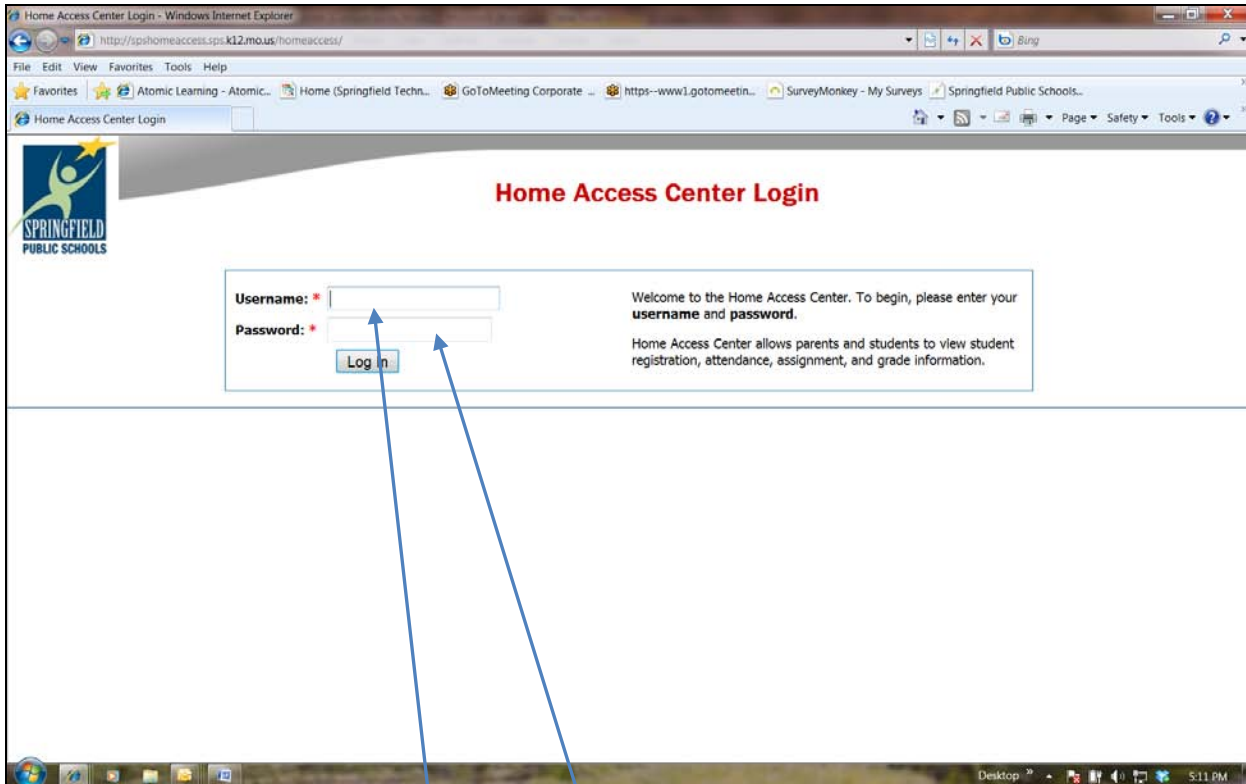 Home Access Center Login - Windows Internet Explorer
http://spshomeaccess.sps.k12.mo.us/homeaccess/
Bing
File Edit View Favorites Tools Help
Favorites Atomic Learning - Atomic... Home (Springfield Techn... GoToMeeting Corporate ... https--www1.gotomeetin... SurveyMonkey - My Surveys Springfield Public Schools...
Home Access Center Login Page Safety Tools
SPRINGFIELD
PUBLIC SCHOOLS
Home Access Center Login
Username: *
Password: *
Log In
Welcome to the Home Access Center. To begin, please enter your
username and password.
Home Access Center allows parents and students to view student
registration, attendance, assignment, and grade information.
Desktop » 5:11 PM